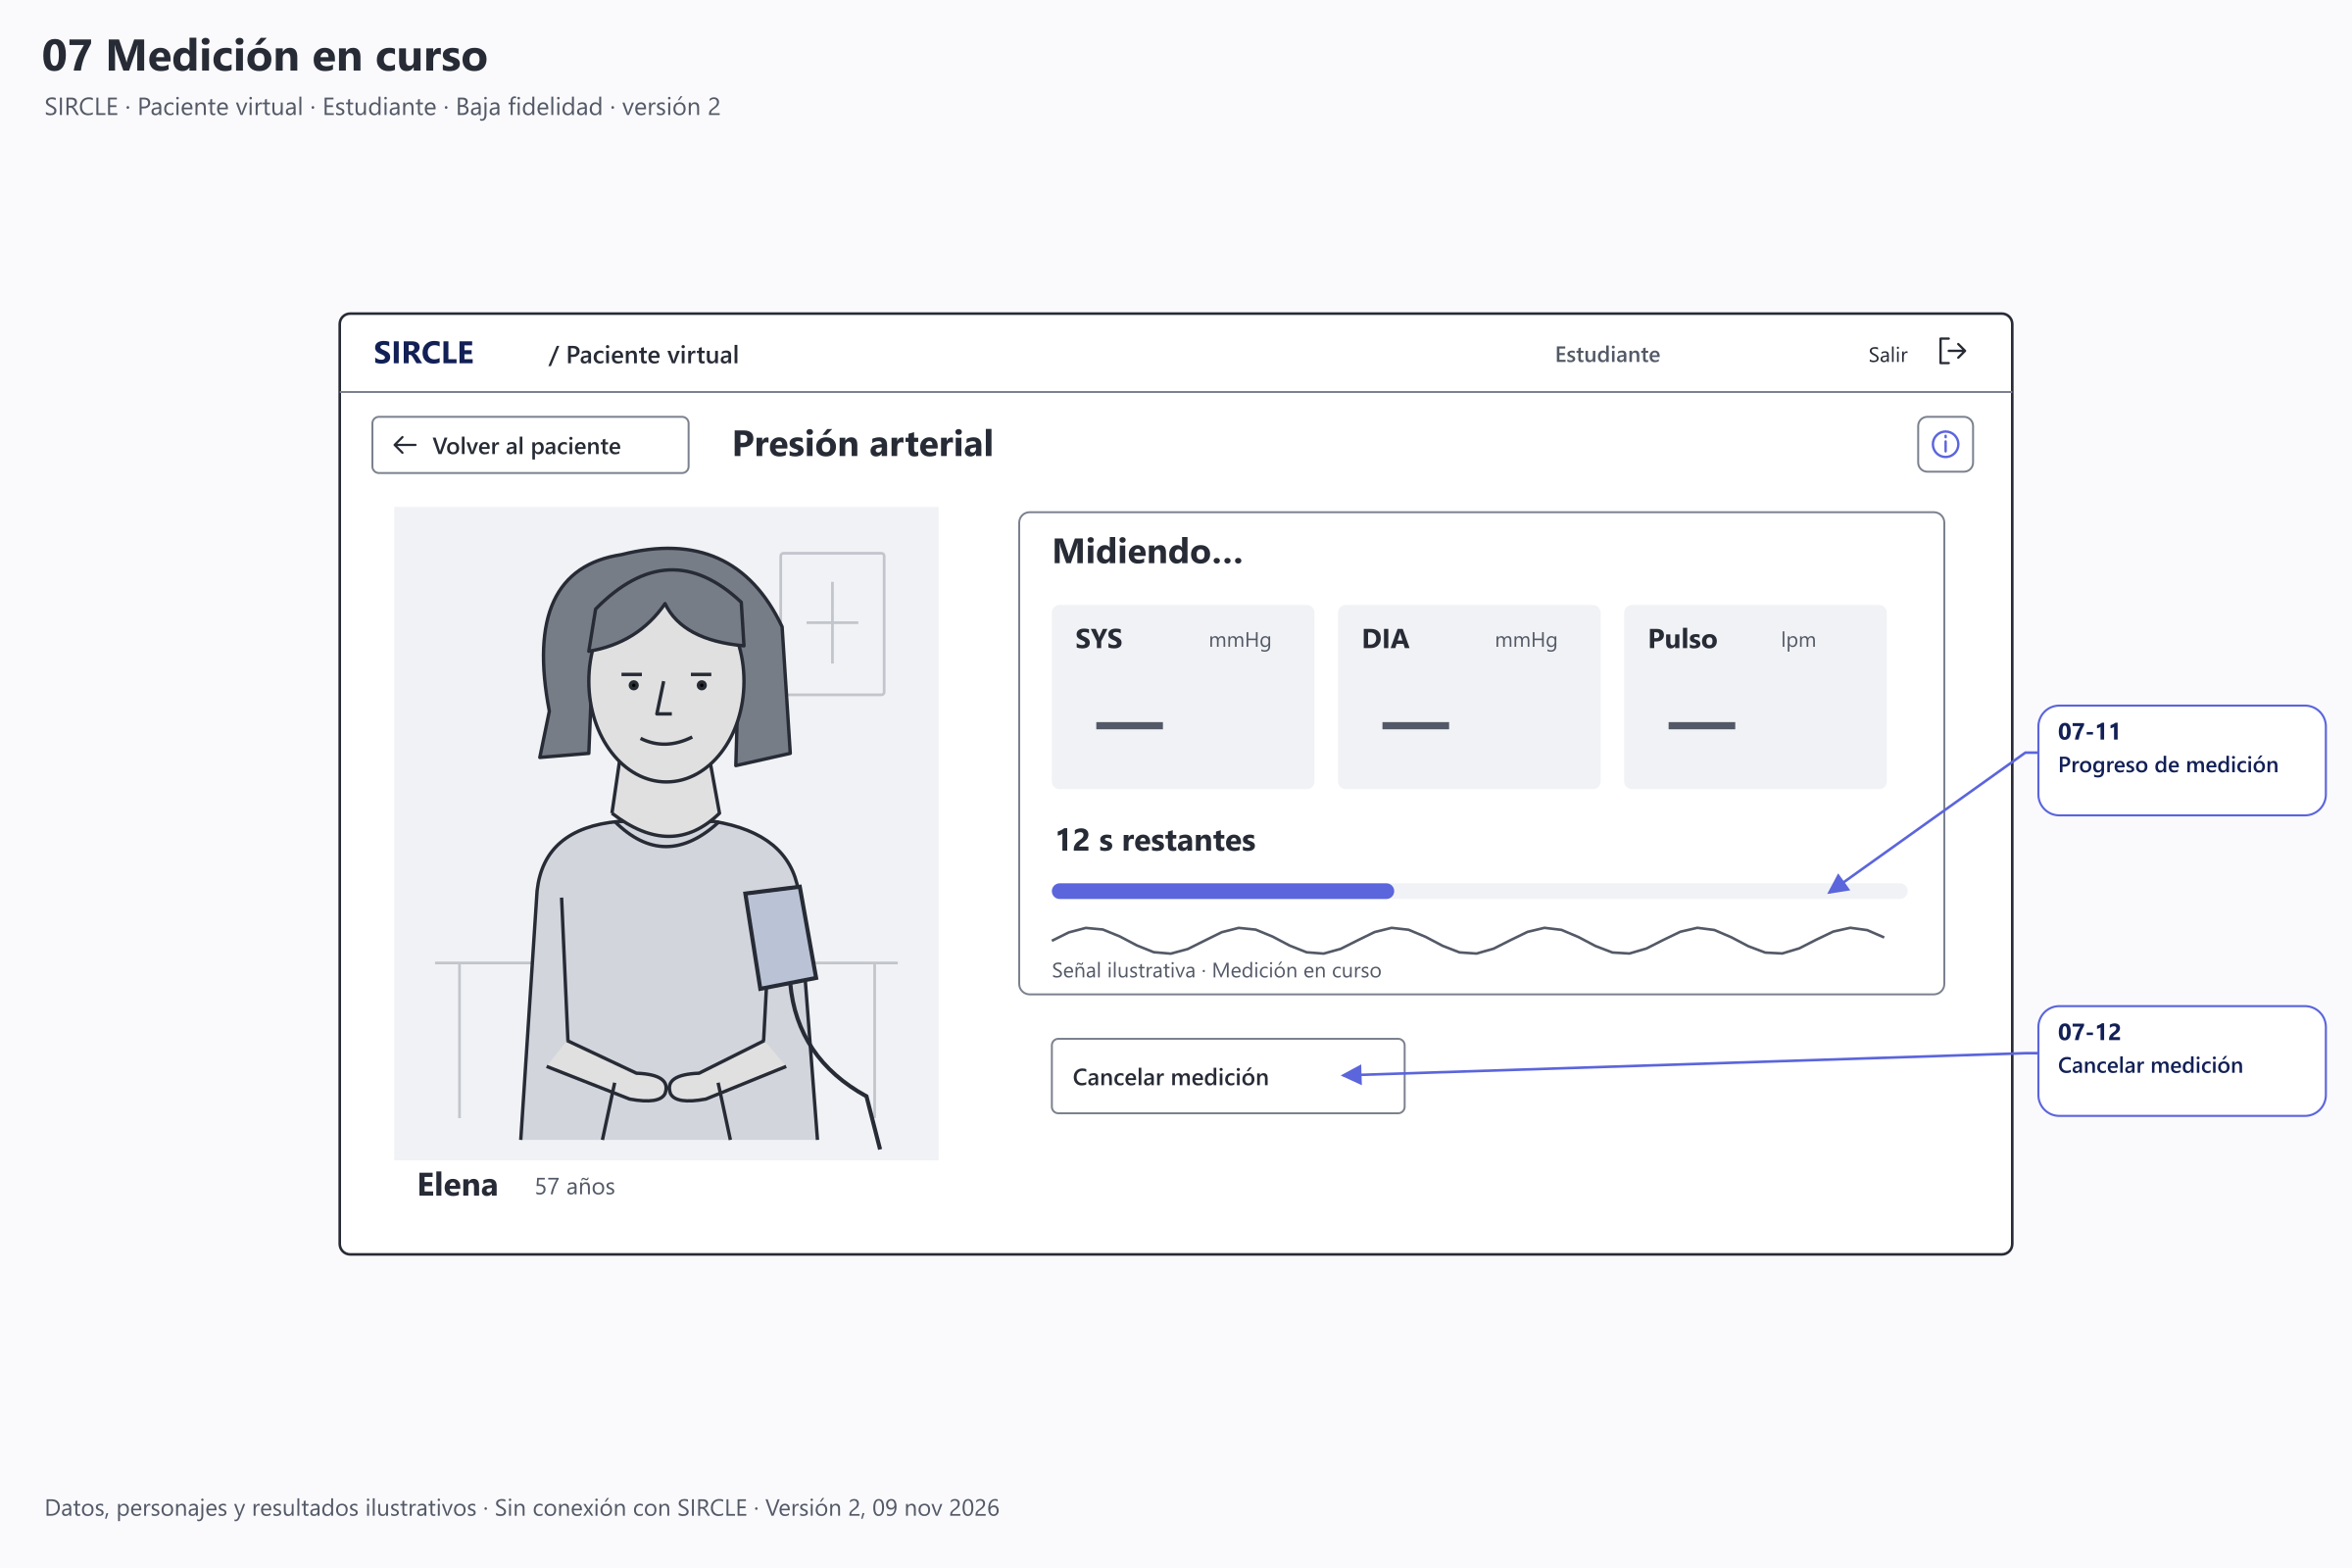 07 Medición en curso
SIRCLE · Paciente virtual · Estudiante · Baja fidelidad · versión 2
SIRCLE / Paciente virtual Estudiante Salir
Volver al paciente Presión arterial
Midiendo...
SYS mmHg DIA mmHg Pulso lpm
12 s restantes
Señal ilustrativa · Medición en curso
Cancelar medición
Elena 57 años
07-11
Progreso de medición
07-12
Cancelar medición
Datos, personajes y resultados ilustrativos · Sin conexión con SIRCLE · Versión 2, 09 nov 2026